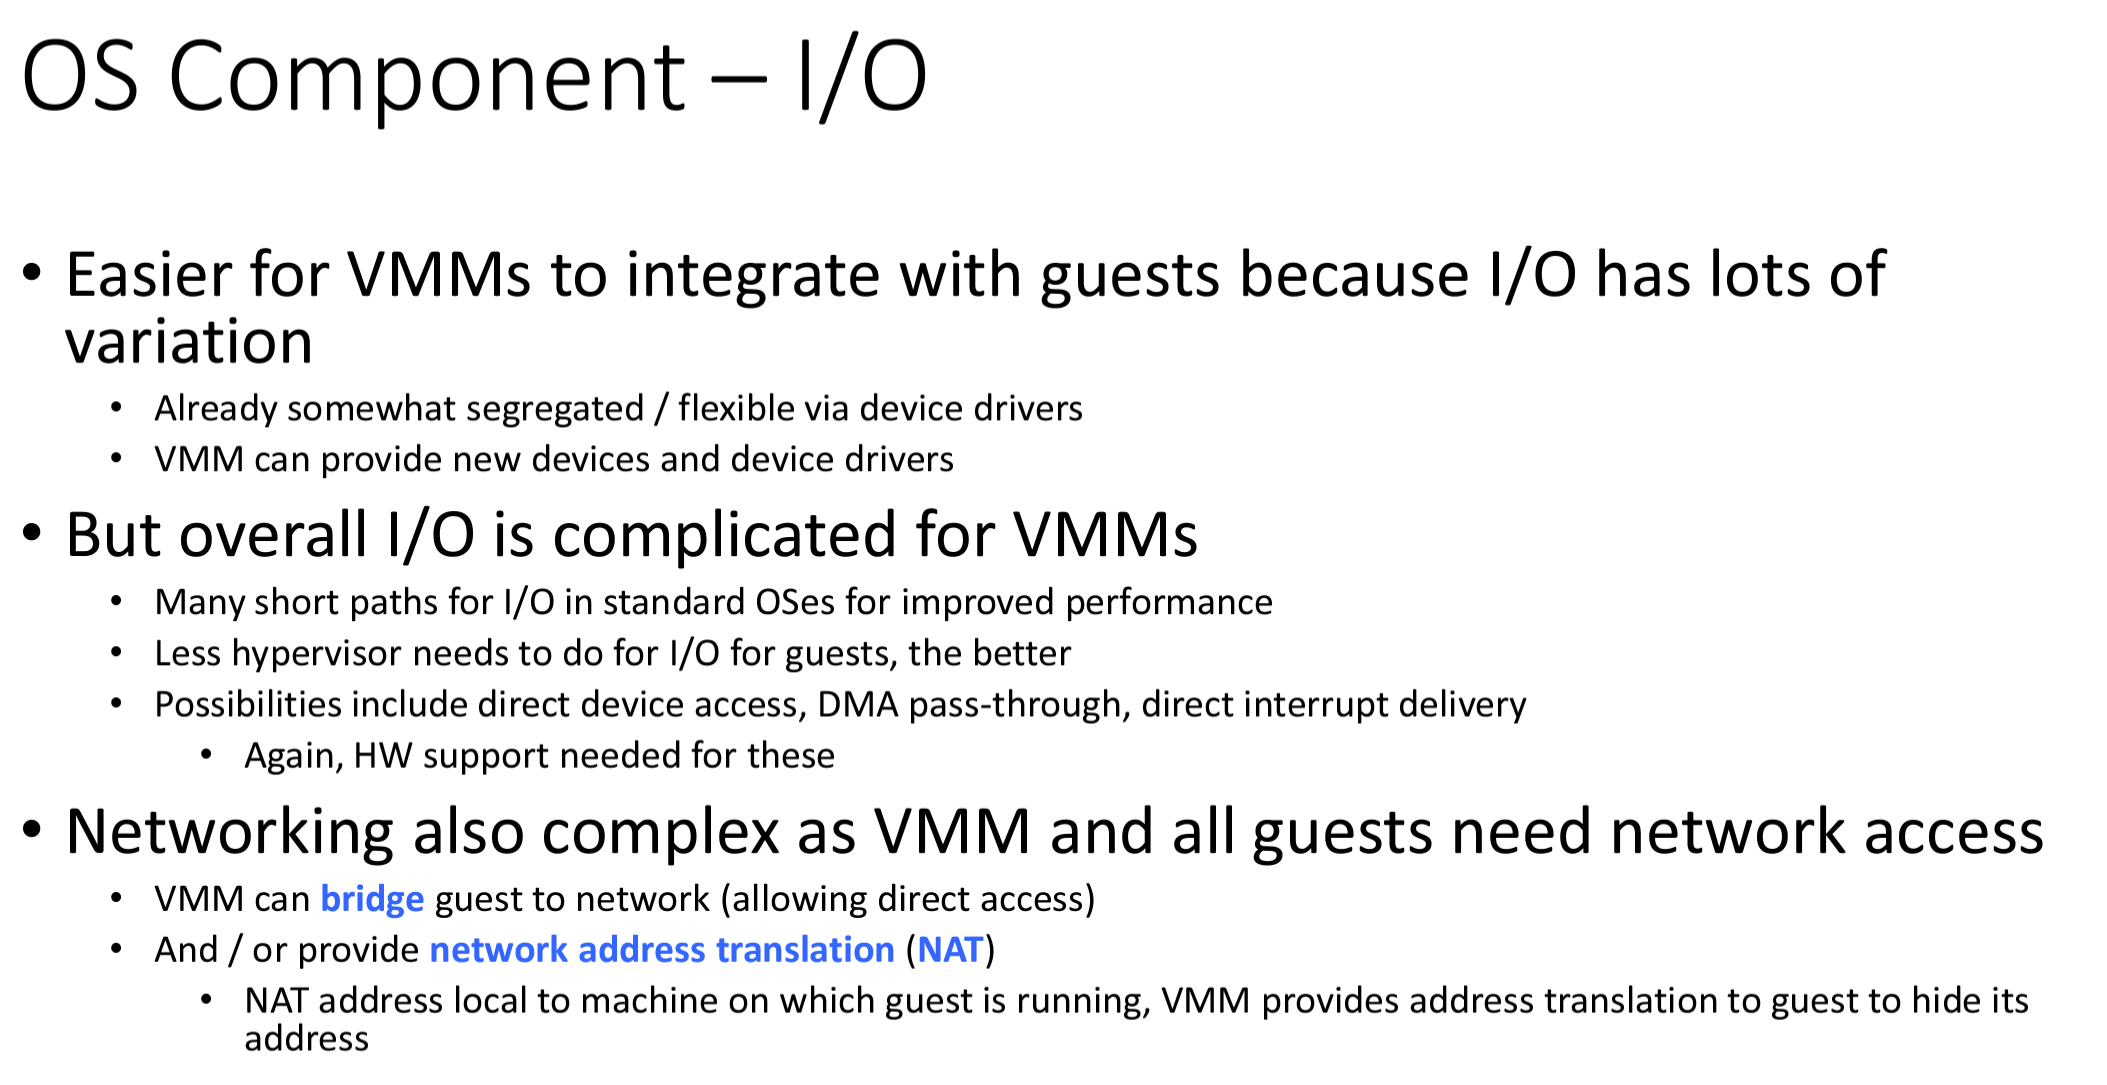 OS Component – I/O
• Easier for VMMs to integrate with guests because I/O has lots of
variation
• Already somewhat segregated / flexible via device drivers
• VMM can provide new devices and device drivers
• But overall I/O is complicated for VMMs
• Many short paths for I/O in standard OSes for improved performance
• Less hypervisor needs to do for I/O for guests, the better
• Possibilities include direct device access, DMA pass-through, direct interrupt delivery
• Again, HW support needed for these
• Networking also complex as VMM and all guests need network access
• VMM can bridge guest to network (allowing direct access)
• And / or provide network address translation (NAT)
• NAT address local to machine on which guest is running, VMM provides address translation to guest to hide its
address